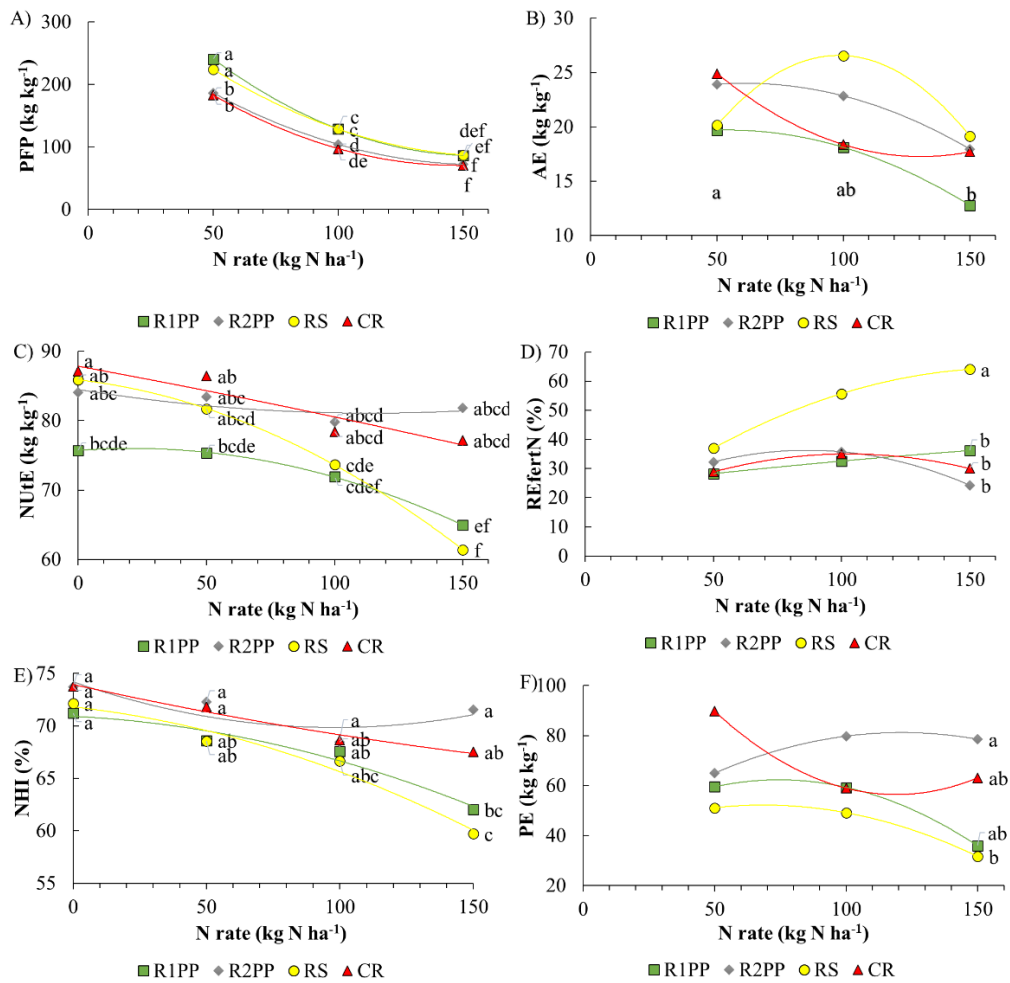 A)
PFP (kg kg⁻¹)
300
200
100
0
a
a
b
b
c
c
d
de
def
ef
f
f
0 50 100 150
N rate (kg N ha⁻¹)
R1PP R2PP RS CR
B)
AE (kg kg⁻¹)
30
25
20
15
10
a ab b
0 50 100 150
N rate (kg N ha⁻¹)
R1PP R2PP RS CR
C)
NUtE (kg kg⁻¹)
90
80
70
60
a
ab
abc
bcde
ab
abc
abcd
bcde
abcd
abcd
cde
cdef
abcd
abcd
ef
f
0 50 100 150
N rate (kg N ha⁻¹)
R1PP R2PP RS CR
D)
REfertN (%)
70
60
50
40
30
20
10
0
a
b
b
b
0 50 100 150
N rate (kg N ha⁻¹)
R1PP R2PP RS CR
E)
NHI (%)
75
70
65
60
55
a
a
a
a
a
a
ab
ab
a
ab
ab
abc
a
ab
bc
c
0 50 100 150
N rate (kg N ha⁻¹)
R1PP R2PP RS CR
F)
PE (kg kg⁻¹)
100
80
60
40
20
a
ab
ab
b
0 50 100 150
N rate (kg N ha⁻¹)
R1PP R2PP RS CR